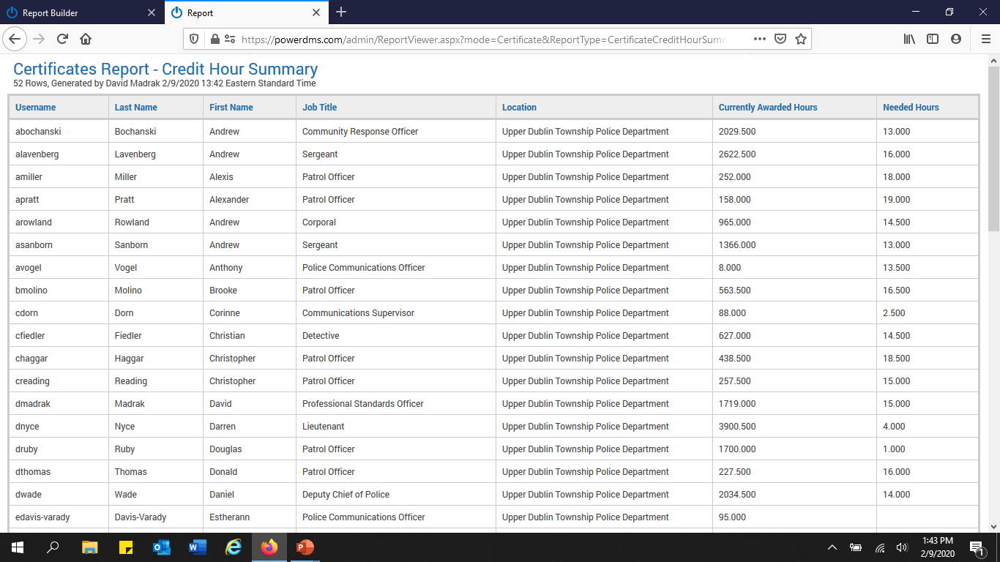 Report Builder
Report
https://powerdms.com/admin/ReportViewer.aspx?mode=Certificate&ReportType=CertificateCreditHourSumm
Certificates Report - Credit Hour Summary
52 Rows, Generated by David Madrak 2/9/2020 13:42 Eastern Standard Time
Username Last Name First Name Job Title Location Currently Awarded Hours Needed Hours
abochanski Bochanski Andrew Community Response Officer Upper Dublin Township Police Department 2029.500 13.000
alavenberg Lavenberg Andrew Sergeant Upper Dublin Township Police Department 2622.500 16.000
amiller Miller Alexis Patrol Officer Upper Dublin Township Police Department 252.000 18.000
apratt Pratt Alexander Patrol Officer Upper Dublin Township Police Department 158.000 19.000
arowland Rowland Andrew Corporal Upper Dublin Township Police Department 965.000 14.500
asanborn Sanborn Andrew Sergeant Upper Dublin Township Police Department 1366.000 13.000
avogel Vogel Anthony Police Communications Officer Upper Dublin Township Police Department 8.000 13.500
bmolino Molino Brooke Patrol Officer Upper Dublin Township Police Department 563.500 16.500
cdorn Dorn Corinne Communications Supervisor Upper Dublin Township Police Department 88.000 2.500
cfiedler Fiedler Christian Detective Upper Dublin Township Police Department 627.000 14.500
chaggar Haggar Christopher Patrol Officer Upper Dublin Township Police Department 438.500 18.500
creading Reading Christopher Patrol Officer Upper Dublin Township Police Department 257.500 15.000
dmadrak Madrak David Professional Standards Officer Upper Dublin Township Police Department 1719.000 15.000
dnyce Nyce Darren Lieutenant Upper Dublin Township Police Department 3900.500 4.000
druby Ruby Douglas Patrol Officer Upper Dublin Township Police Department 1700.000 1.000
dthomas Thomas Donald Patrol Officer Upper Dublin Township Police Department 227.500 16.000
dwade Wade Daniel Deputy Chief of Police Upper Dublin Township Police Department 2034.500 14.000
edavis-varady Davis-Varady Estherann Police Communications Officer Upper Dublin Township Police Department 95.000
1:43 PM
2/9/2020
1